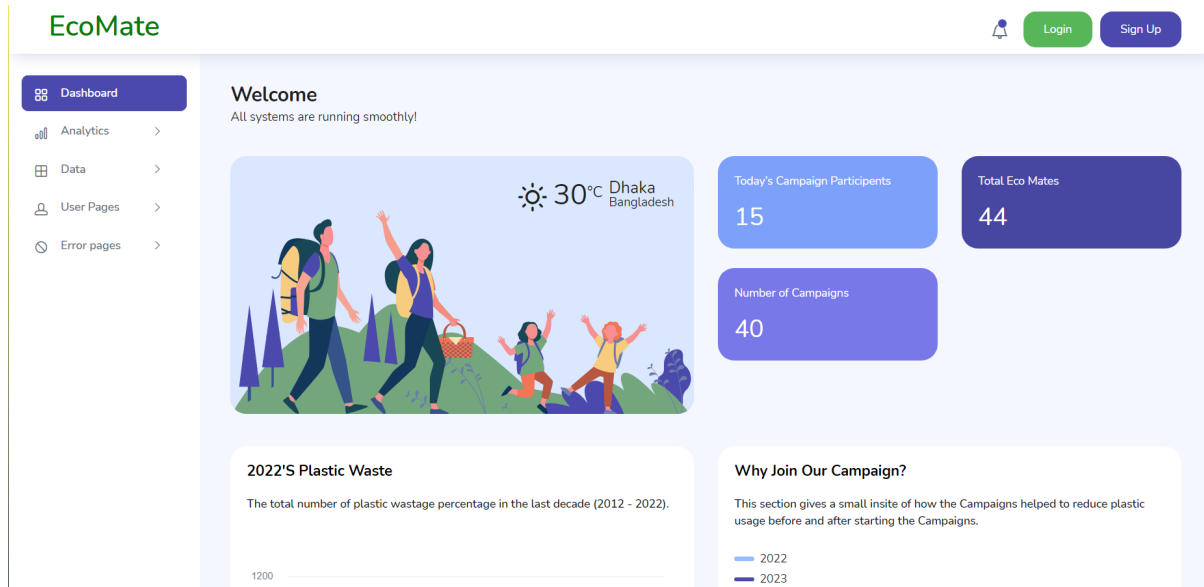 EcoMate
Login
Sign Up
Dashboard
Analytics
Data
User Pages
Error pages
Welcome
All systems are running smoothly!
30°C Dhaka
Bangladesh
Today's Campaign Participants
15
Total Eco Mates
44
Number of Campaigns
40
2022'S Plastic Waste
The total number of plastic wastage percentage in the last decade (2012 - 2022).
1200
Why Join Our Campaign?
This section gives a small insite of how the Campaigns helped to reduce plastic
usage before and after starting the Campaigns.
2022
2023